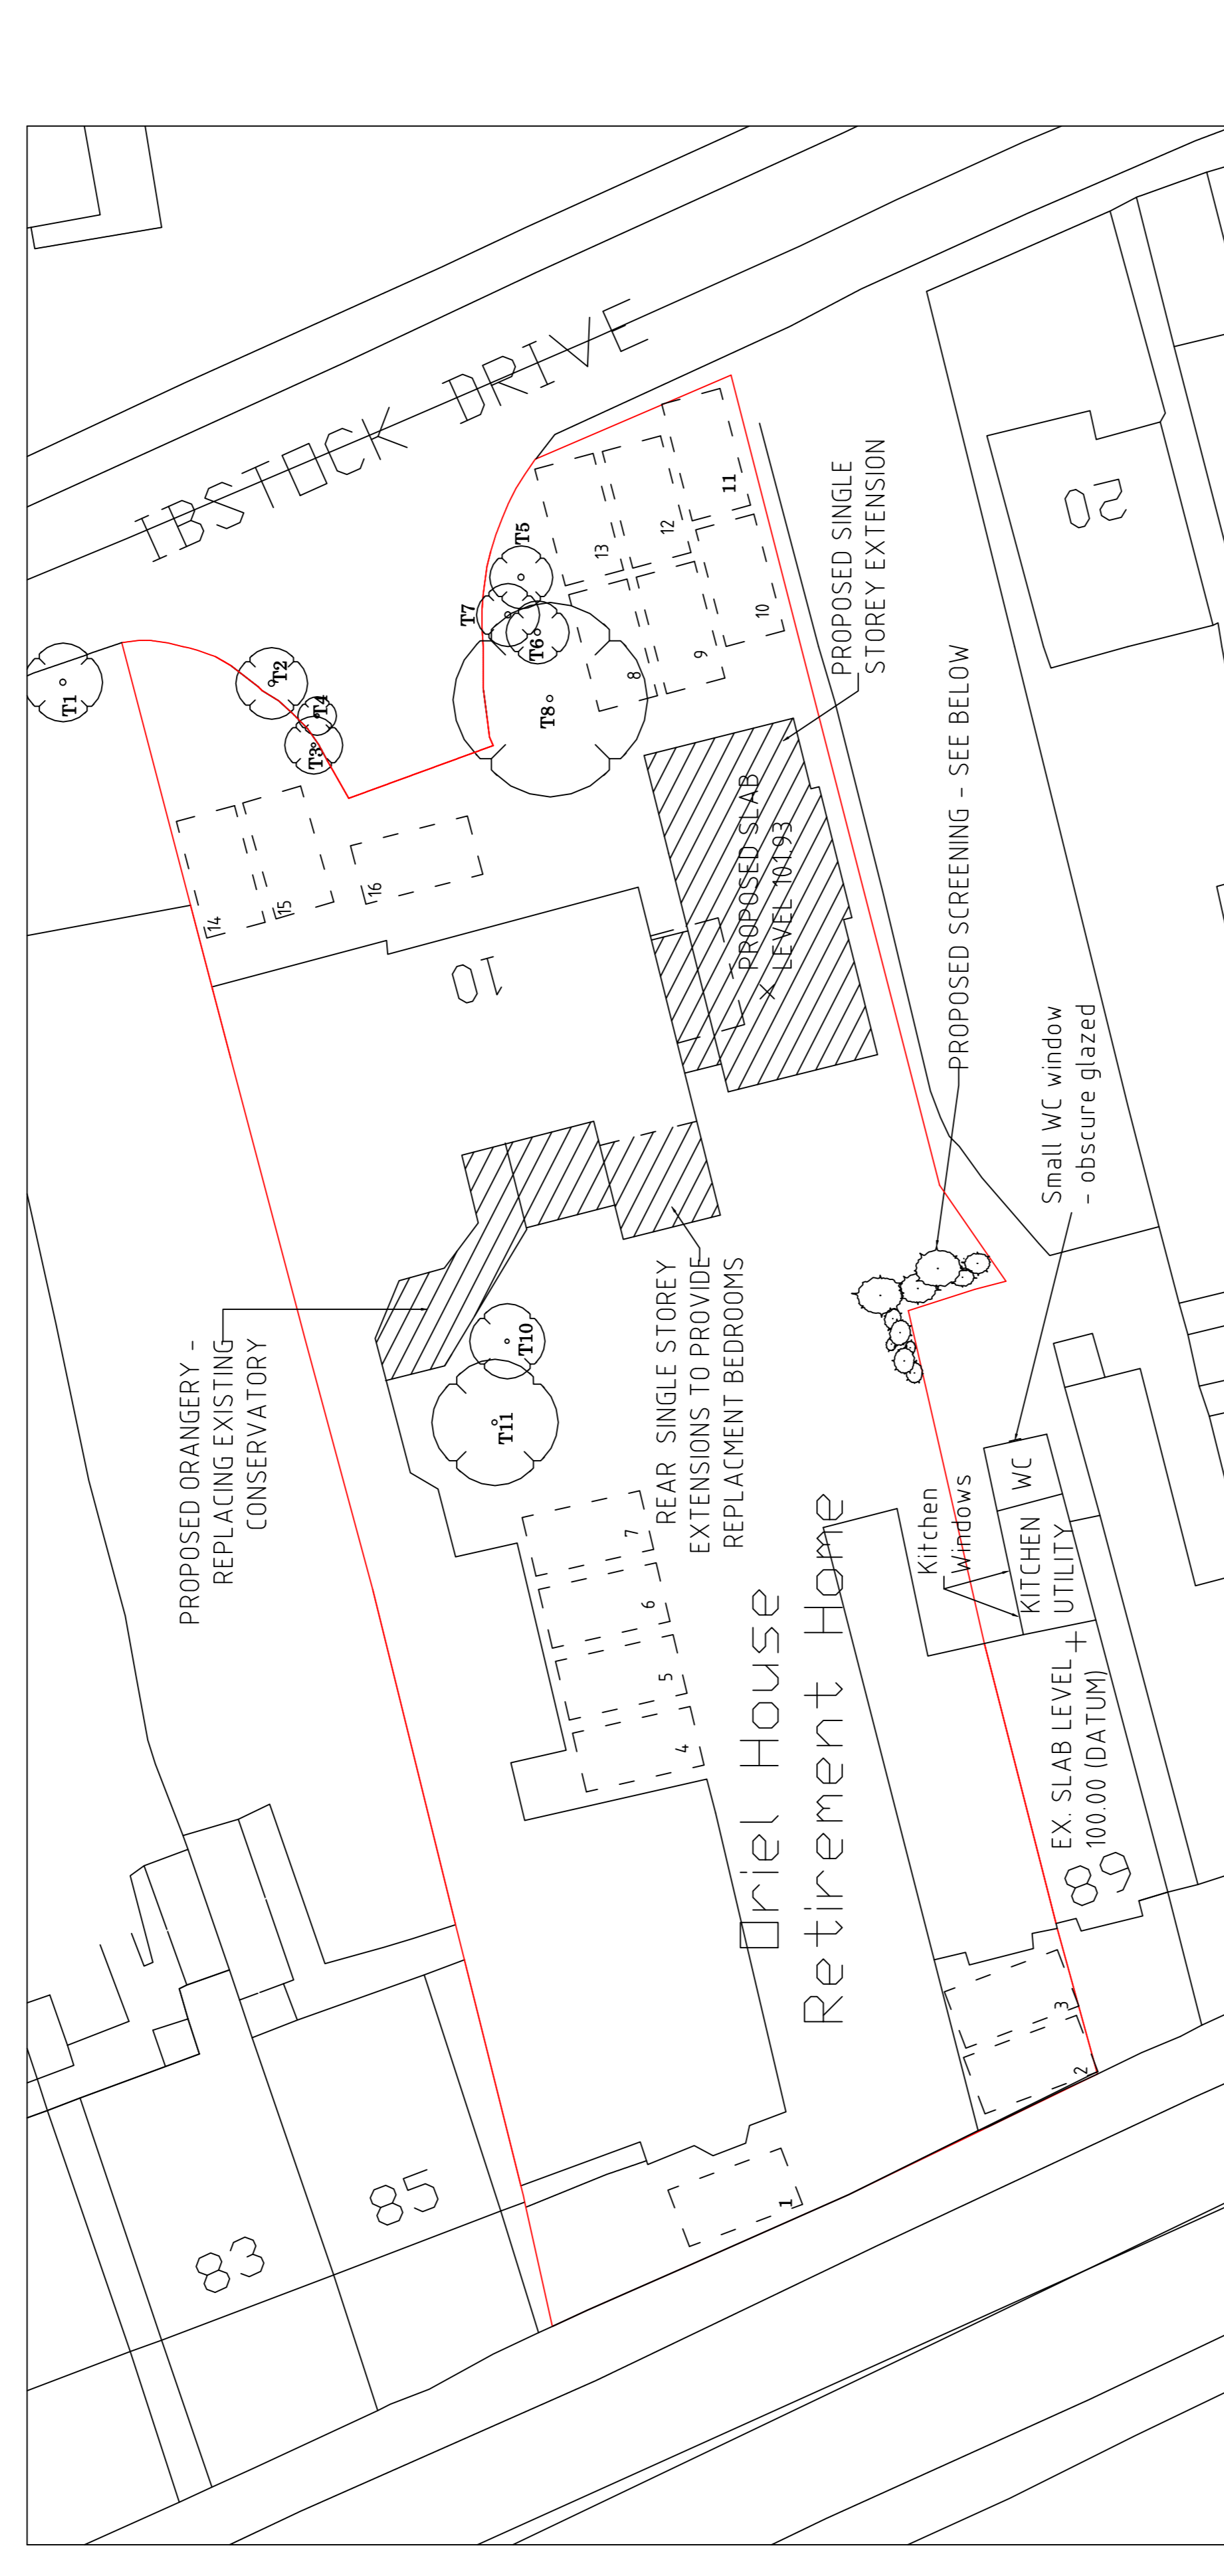 T1
PROPOSED ORANGERY -
REPLACING EXISTING
CONSERVATORY
IBSTOCK DRIVE
83
85
14
15
16
T2
T3
T4
10
T11
T10
T8
T6
T7
T5
13
12
11
8
9
10
4
5
6
7
REAR SINGLE STOREY
EXTENSIONS TO PROVIDE
REPLACMENT BEDROOMS
PROPOSED SLAB
LEVEL 101.93
PROPOSED SINGLE
STOREY EXTENSION
Oriel House
Retirement Home
1
PROPOSED SCREENING - SEE BELOW
Kitchen
Windows
WC
KITCHEN
UTILITY
Small WC window
- obscure glazed
EX. SLAB LEVEL
100.00 (DATUM)
89
2
3